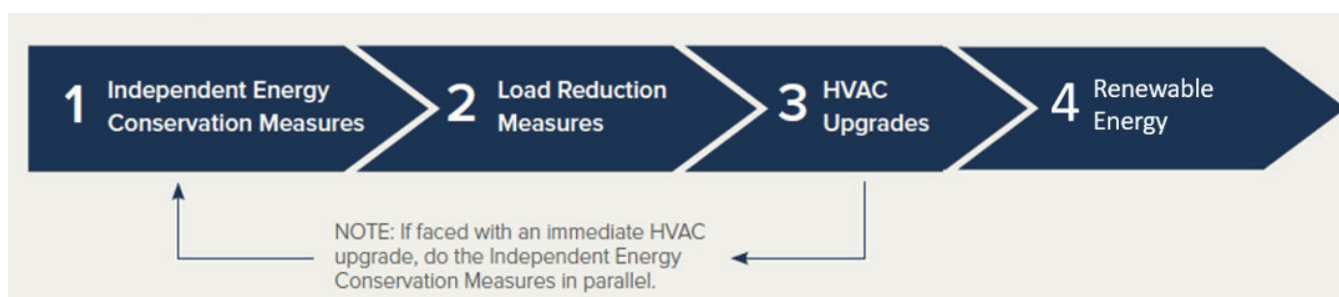 1 Independent Energy
Conservation Measures
2 Load Reduction
Measures
3 HVAC
Upgrades
4 Renewable
Energy
NOTE: If faced with an immediate HVAC
upgrade, do the Independent Energy
Conservation Measures in parallel.